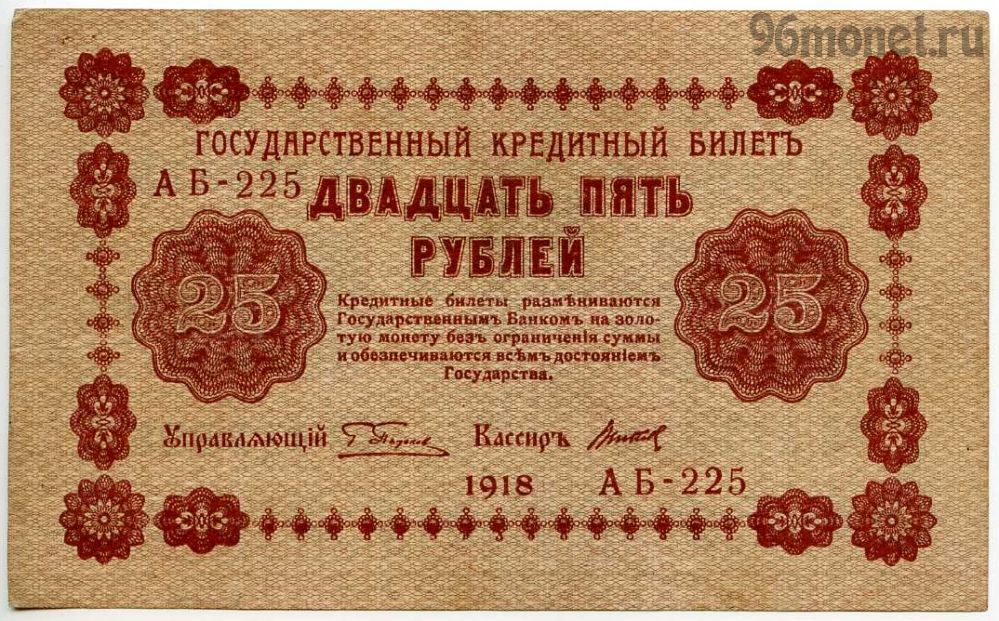 96monet.ru
ГОСУДАРСТВЕННЫЙ КРЕДИТНЫЙ БИЛЕТЪ
АБ-225
ДВАДЦАТЬ ПЯТЬ
РУБЛЕЙ
25
25
Кредитные билеты размѣниваются
Государственнымъ Банкомъ на золо-
тую монету безъ ограниченія суммы
и обезпечиваются всѣмъ достояніемъ
Государства.
Управляющій
Кассиръ
1918 АБ-225